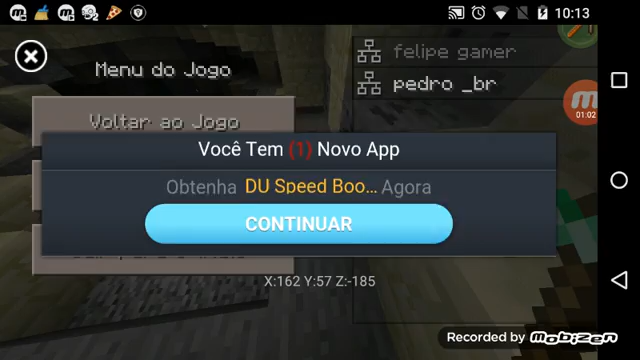 10:13
Menu do Jogo
felipe gamer
pedro _br
Voltar ao Jogo
01:02
Você Tem (1) Novo App
Obtenha DU Speed Boo... Agora
CONTINUAR
X:162 Y:57 Z:-185
Recorded by Mobizen